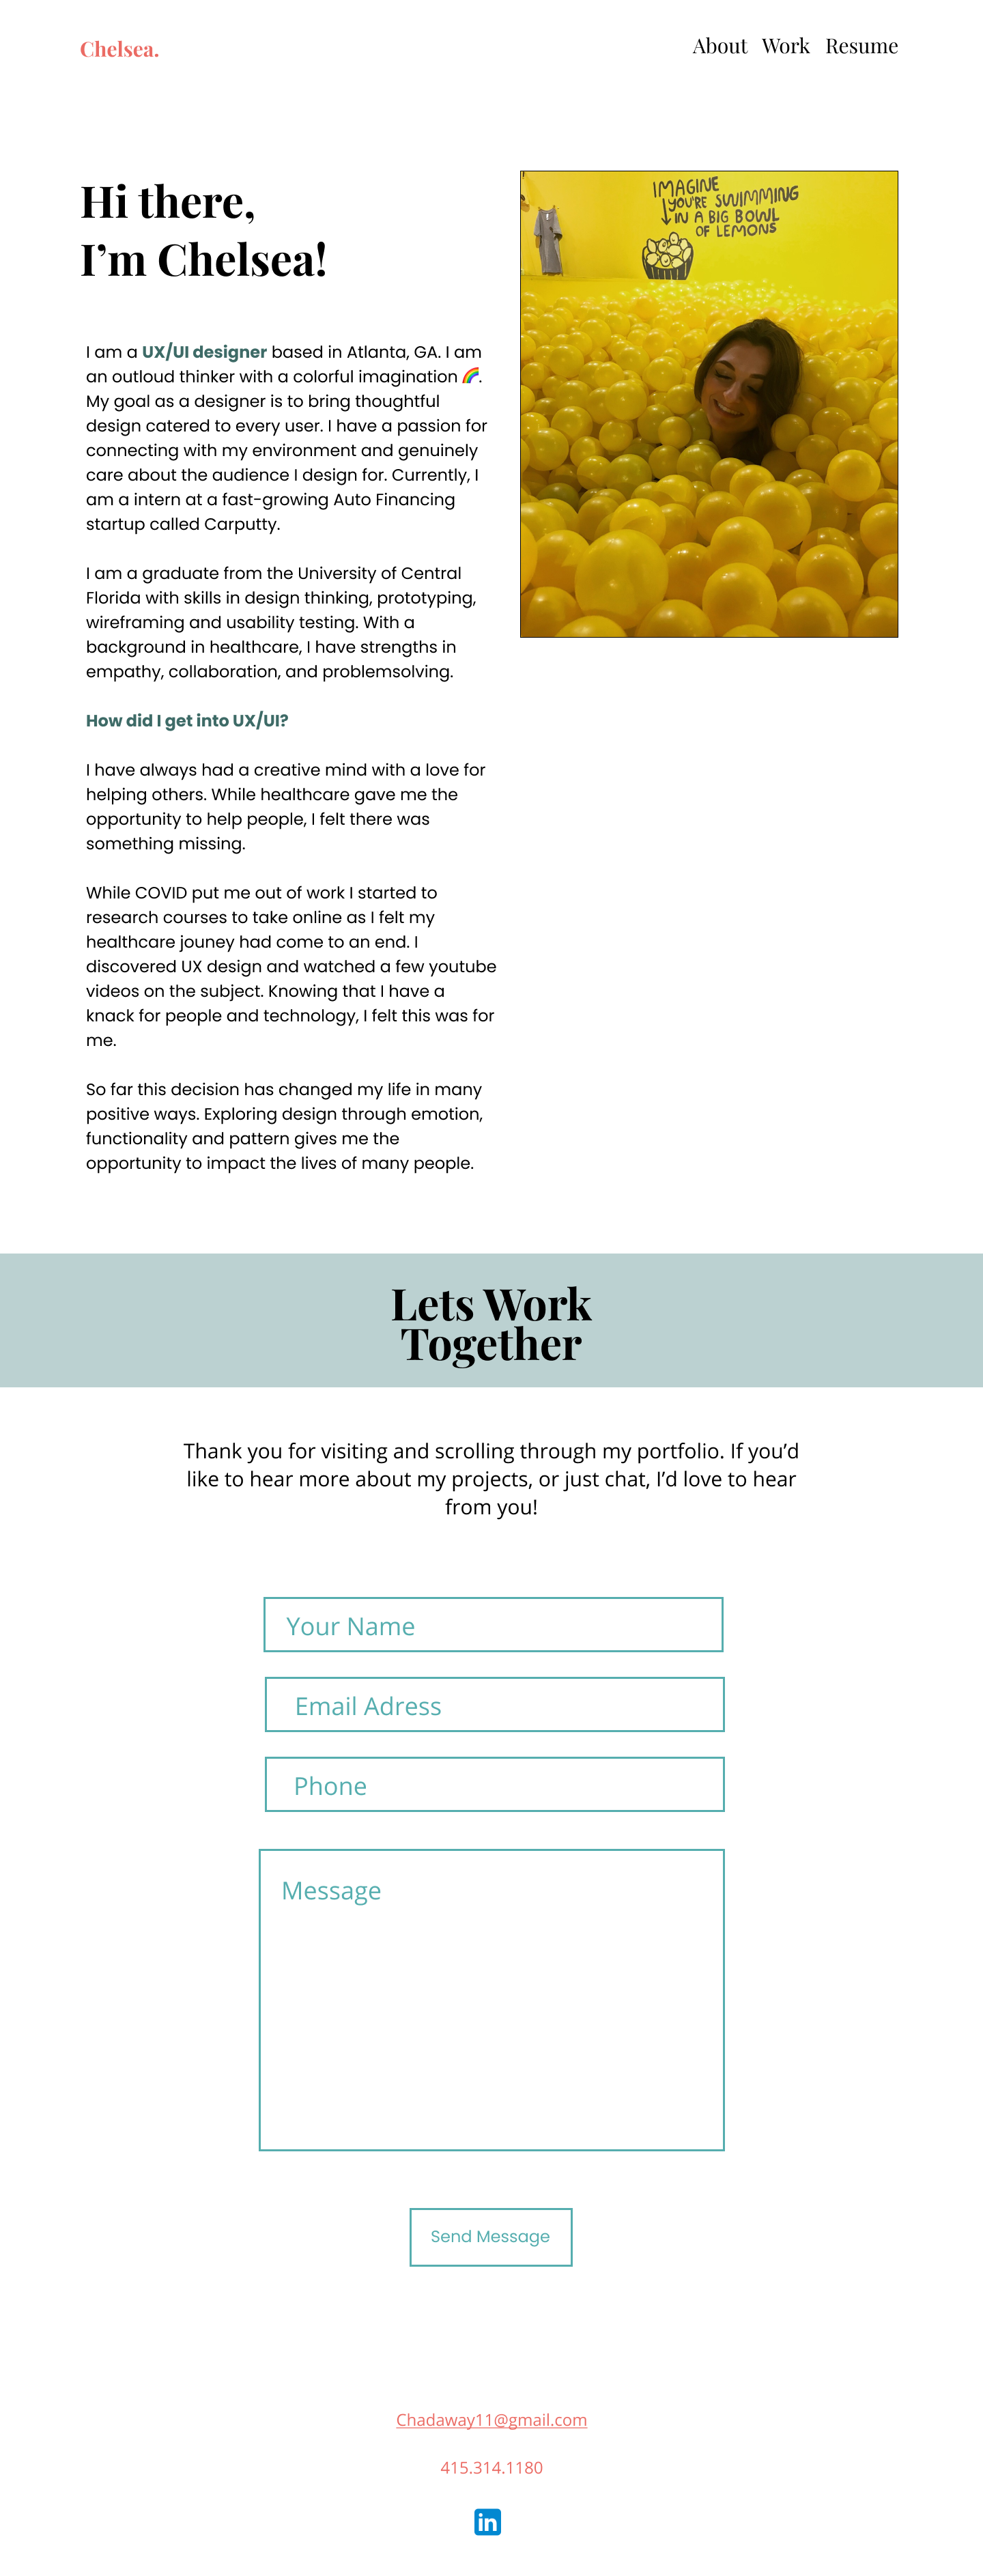 Chelsea.
About Work Resume
Hi there,
I'm Chelsea!
IMAGINE
YOU'RE SWIMMING
IN A BIG BOWL
OF LEMONS
I am a UX/UI designer based in Atlanta, GA. I am
an outloud thinker with a colorful imagination 🌈.
My goal as a designer is to bring thoughtful
design catered to every user. I have a passion for
connecting with my environment and genuinely
care about the audience I design for. Currently, I
am a intern at a fast-growing Auto Financing
startup called Carputty.
I am a graduate from the University of Central
Florida with skills in design thinking, prototyping,
wireframing and usability testing. With a
background in healthcare, I have strengths in
empathy, collaboration, and problemsolving.
How did I get into UX/UI?
I have always had a creative mind with a love for
helping others. While healthcare gave me the
opportunity to help people, I felt there was
something missing.
While COVID put me out of work I started to
research courses to take online as I felt my
healthcare jouney had come to an end. I
discovered UX design and watched a few youtube
videos on the subject. Knowing that I have a
knack for people and technology, I felt this was for
me.
So far this decision has changed my life in many
positive ways. Exploring design through emotion,
functionality and pattern gives me the
opportunity to impact the lives of many people.
Lets Work
Together
Thank you for visiting and scrolling through my portfolio. If you'd
like to hear more about my projects, or just chat, I'd love to hear
from you!
Your Name
Email Adress
Phone
Message
Send Message
Chadaway11@gmail.com
415.314.1180
in